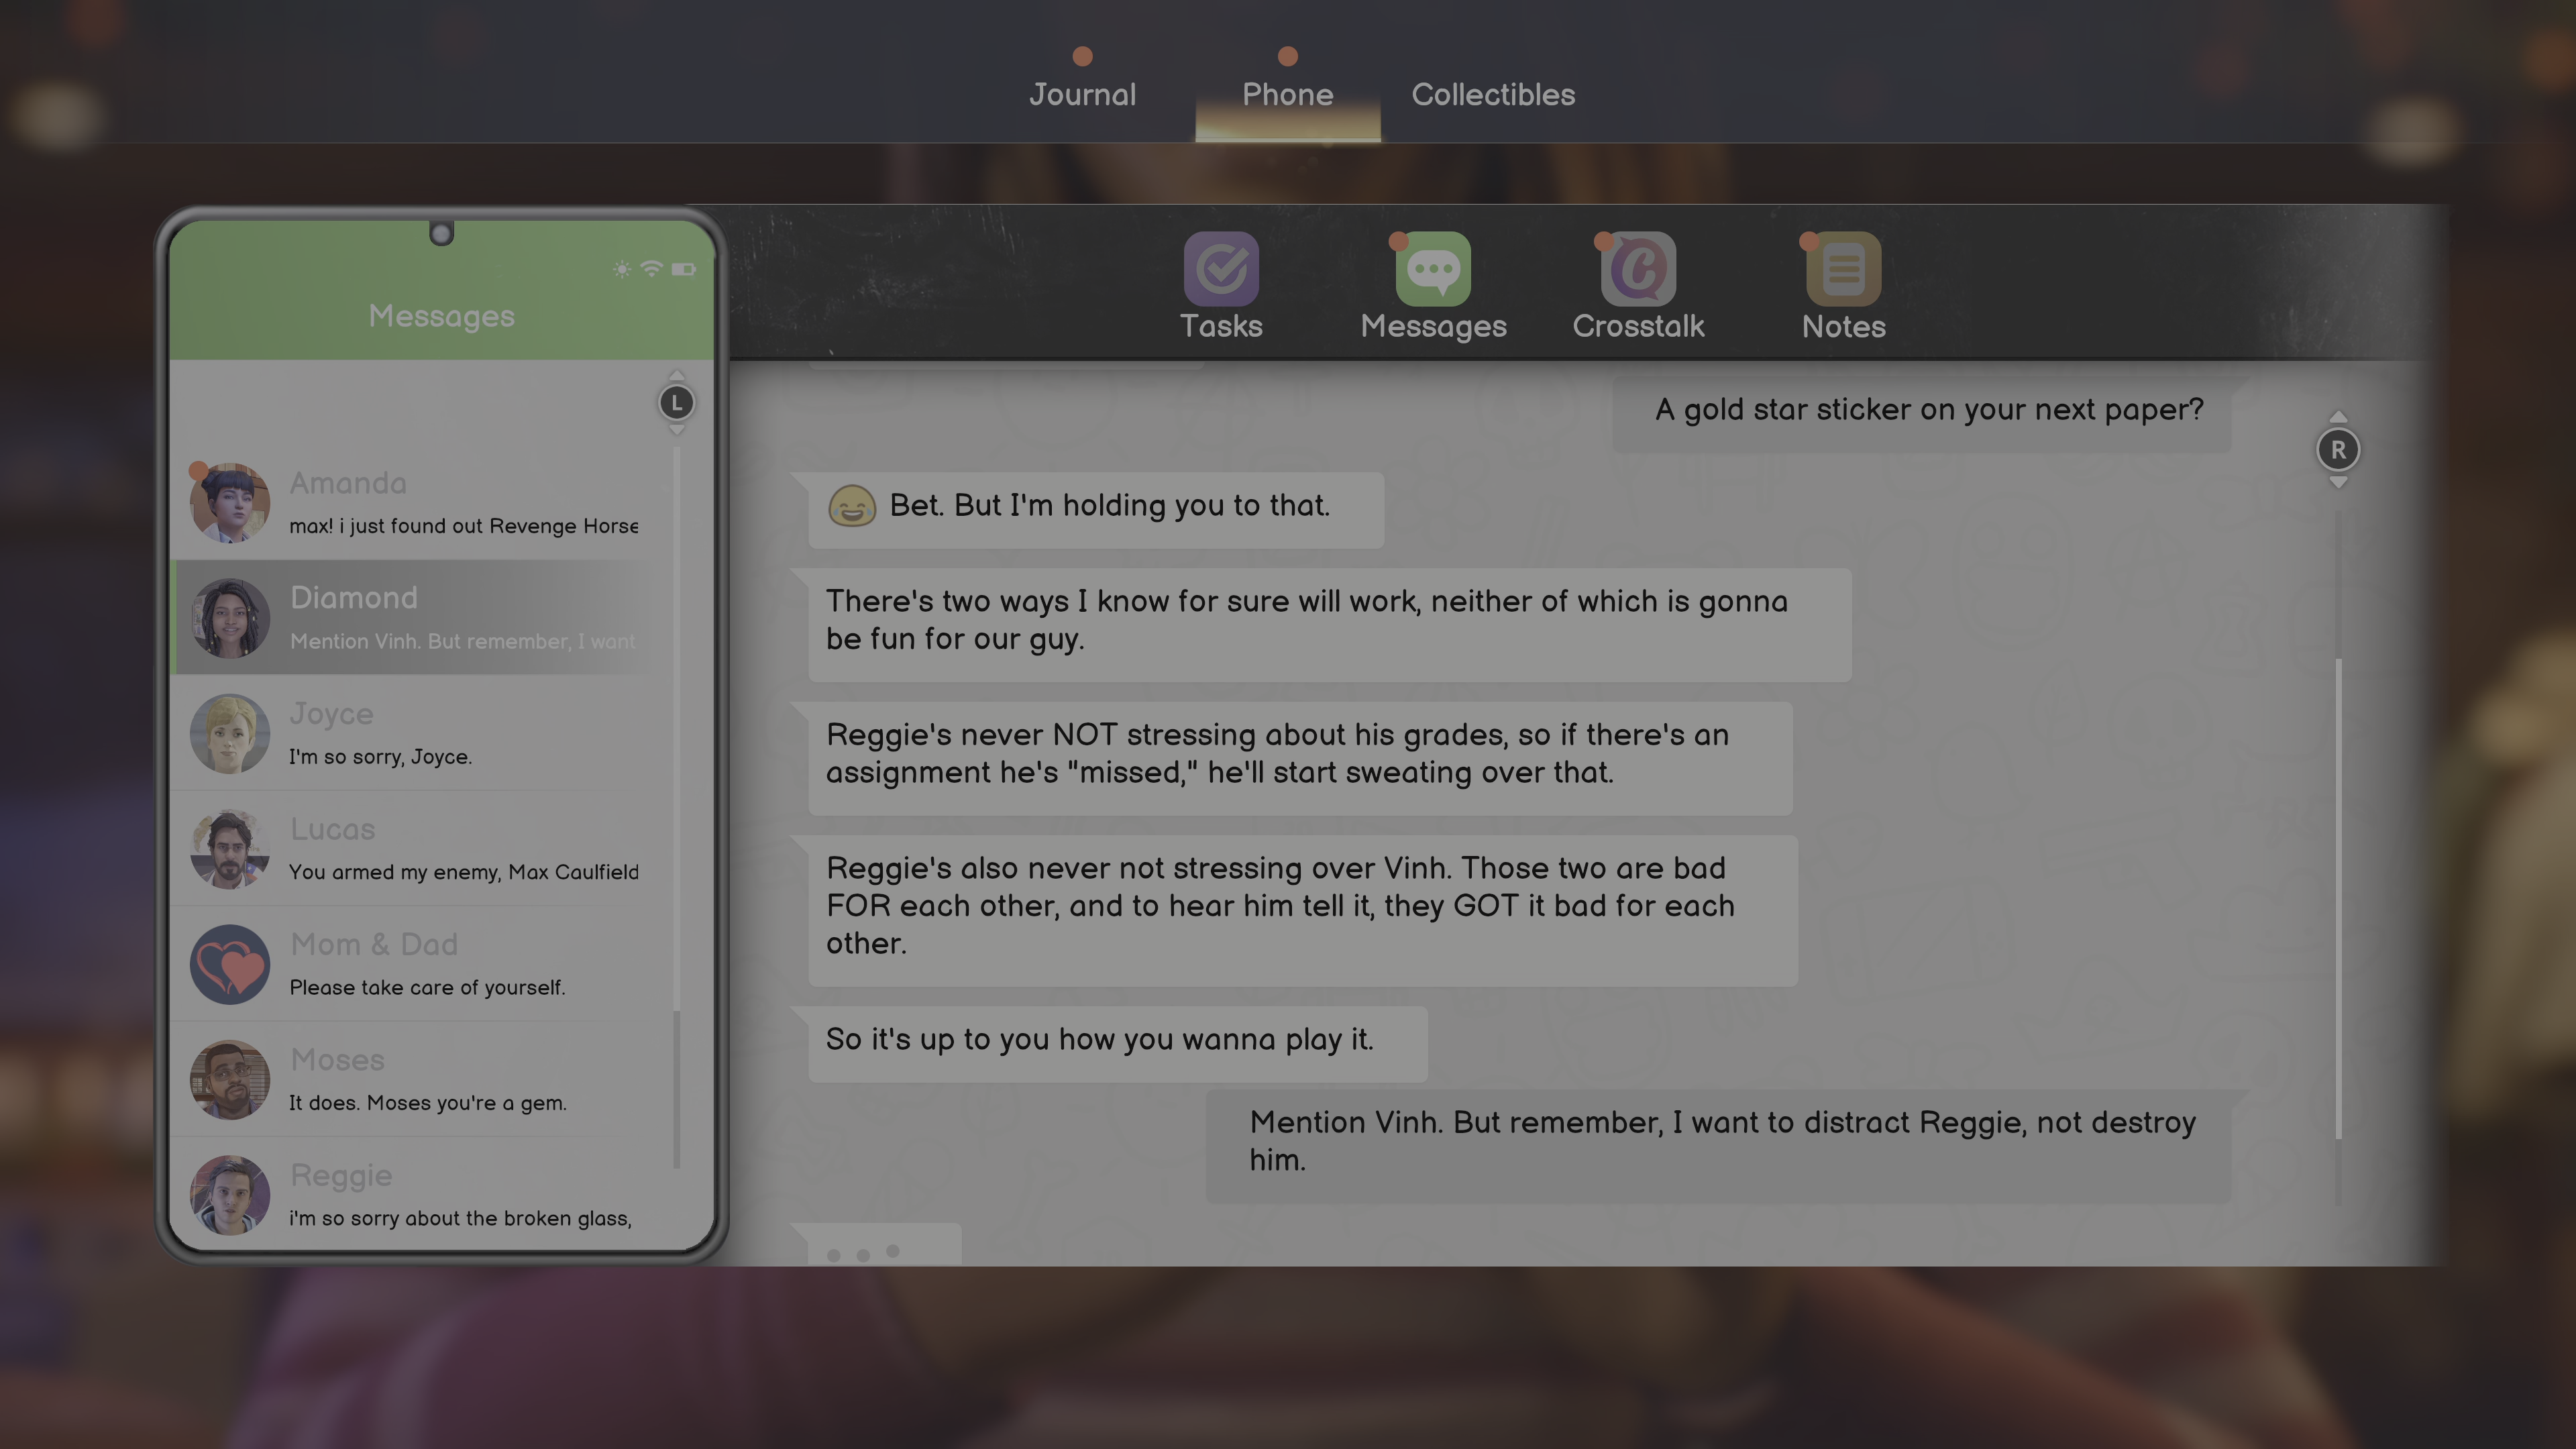 Journal
Phone
Collectibles
Messages
L
Amanda
max! i just found out Revenge Horse
Diamond
Mention Vinh. But remember, I want
Joyce
I'm so sorry, Joyce.
Lucas
You armed my enemy, Max Caulfield
Mom & Dad
Please take care of yourself.
Moses
It does. Moses you're a gem.
Reggie
i'm so sorry about the broken glass,
Tasks
Messages
C
Crosstalk
Notes
A gold star sticker on your next paper?
R
Bet. But I'm holding you to that.
There's two ways I know for sure will work, neither of which is gonna
be fun for our guy.
Reggie's never NOT stressing about his grades, so if there's an
assignment he's "missed," he'll start sweating over that.
Reggie's also never not stressing over Vinh. Those two are bad
FOR each other, and to hear him tell it, they GOT it bad for each
other.
So it's up to you how you wanna play it.
Mention Vinh. But remember, I want to distract Reggie, not destroy
him.